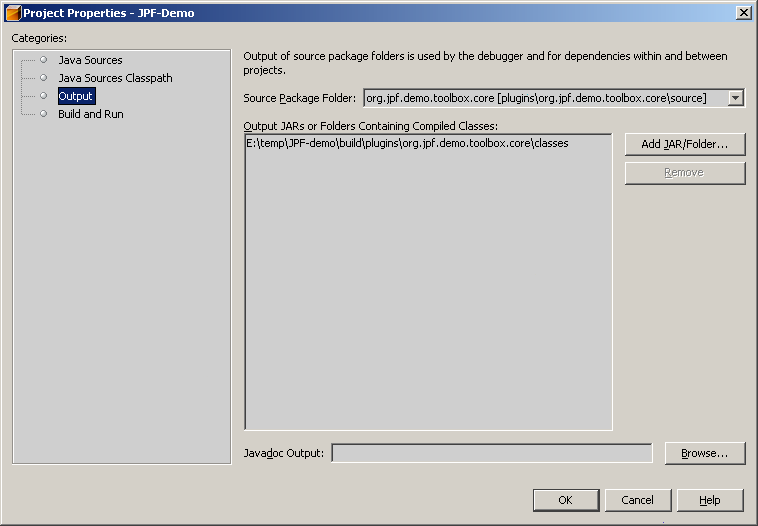 Project Properties - JPF-Demo
Categories:
Java Sources
Java Sources Classpath
Output
Build and Run
Output of source package folders is used by the debugger and for dependencies within and between
projects.
Source Package Folder: org.jpf.demo.toolbox.core [plugins\org.jpf.demo.toolbox.core\source]
Output JARs or Folders Containing Compiled Classes:
E:\temp\JPF-demo\build\plugins\org.jpf.demo.toolbox.core\classes
Add JAR/Folder...
Remove
Javadoc Output:
Browse...
OK
Cancel
Help